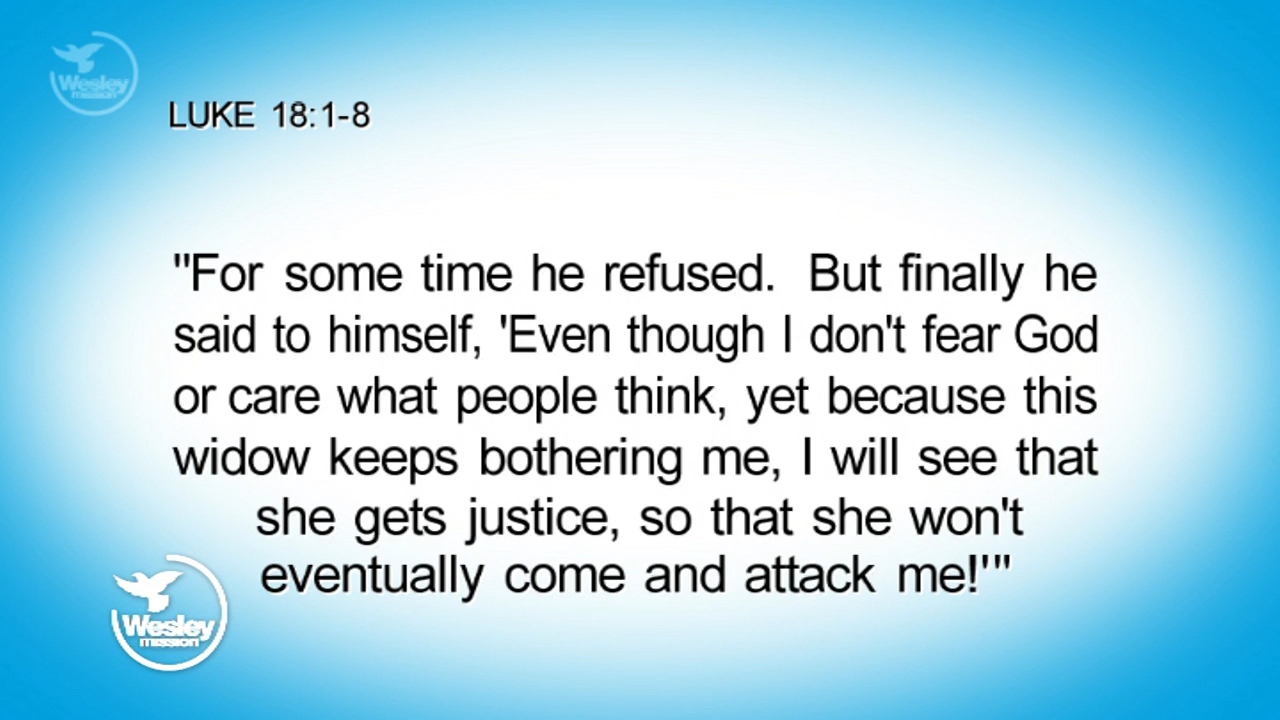 Wesley
mission
LUKE 18:1-8
"For some time he refused. But finally he
said to himself, 'Even though I don't fear God
or care what people think, yet because this
widow keeps bothering me, I will see that
she gets justice, so that she won't
eventually come and attack me!'"
Wesley
mission